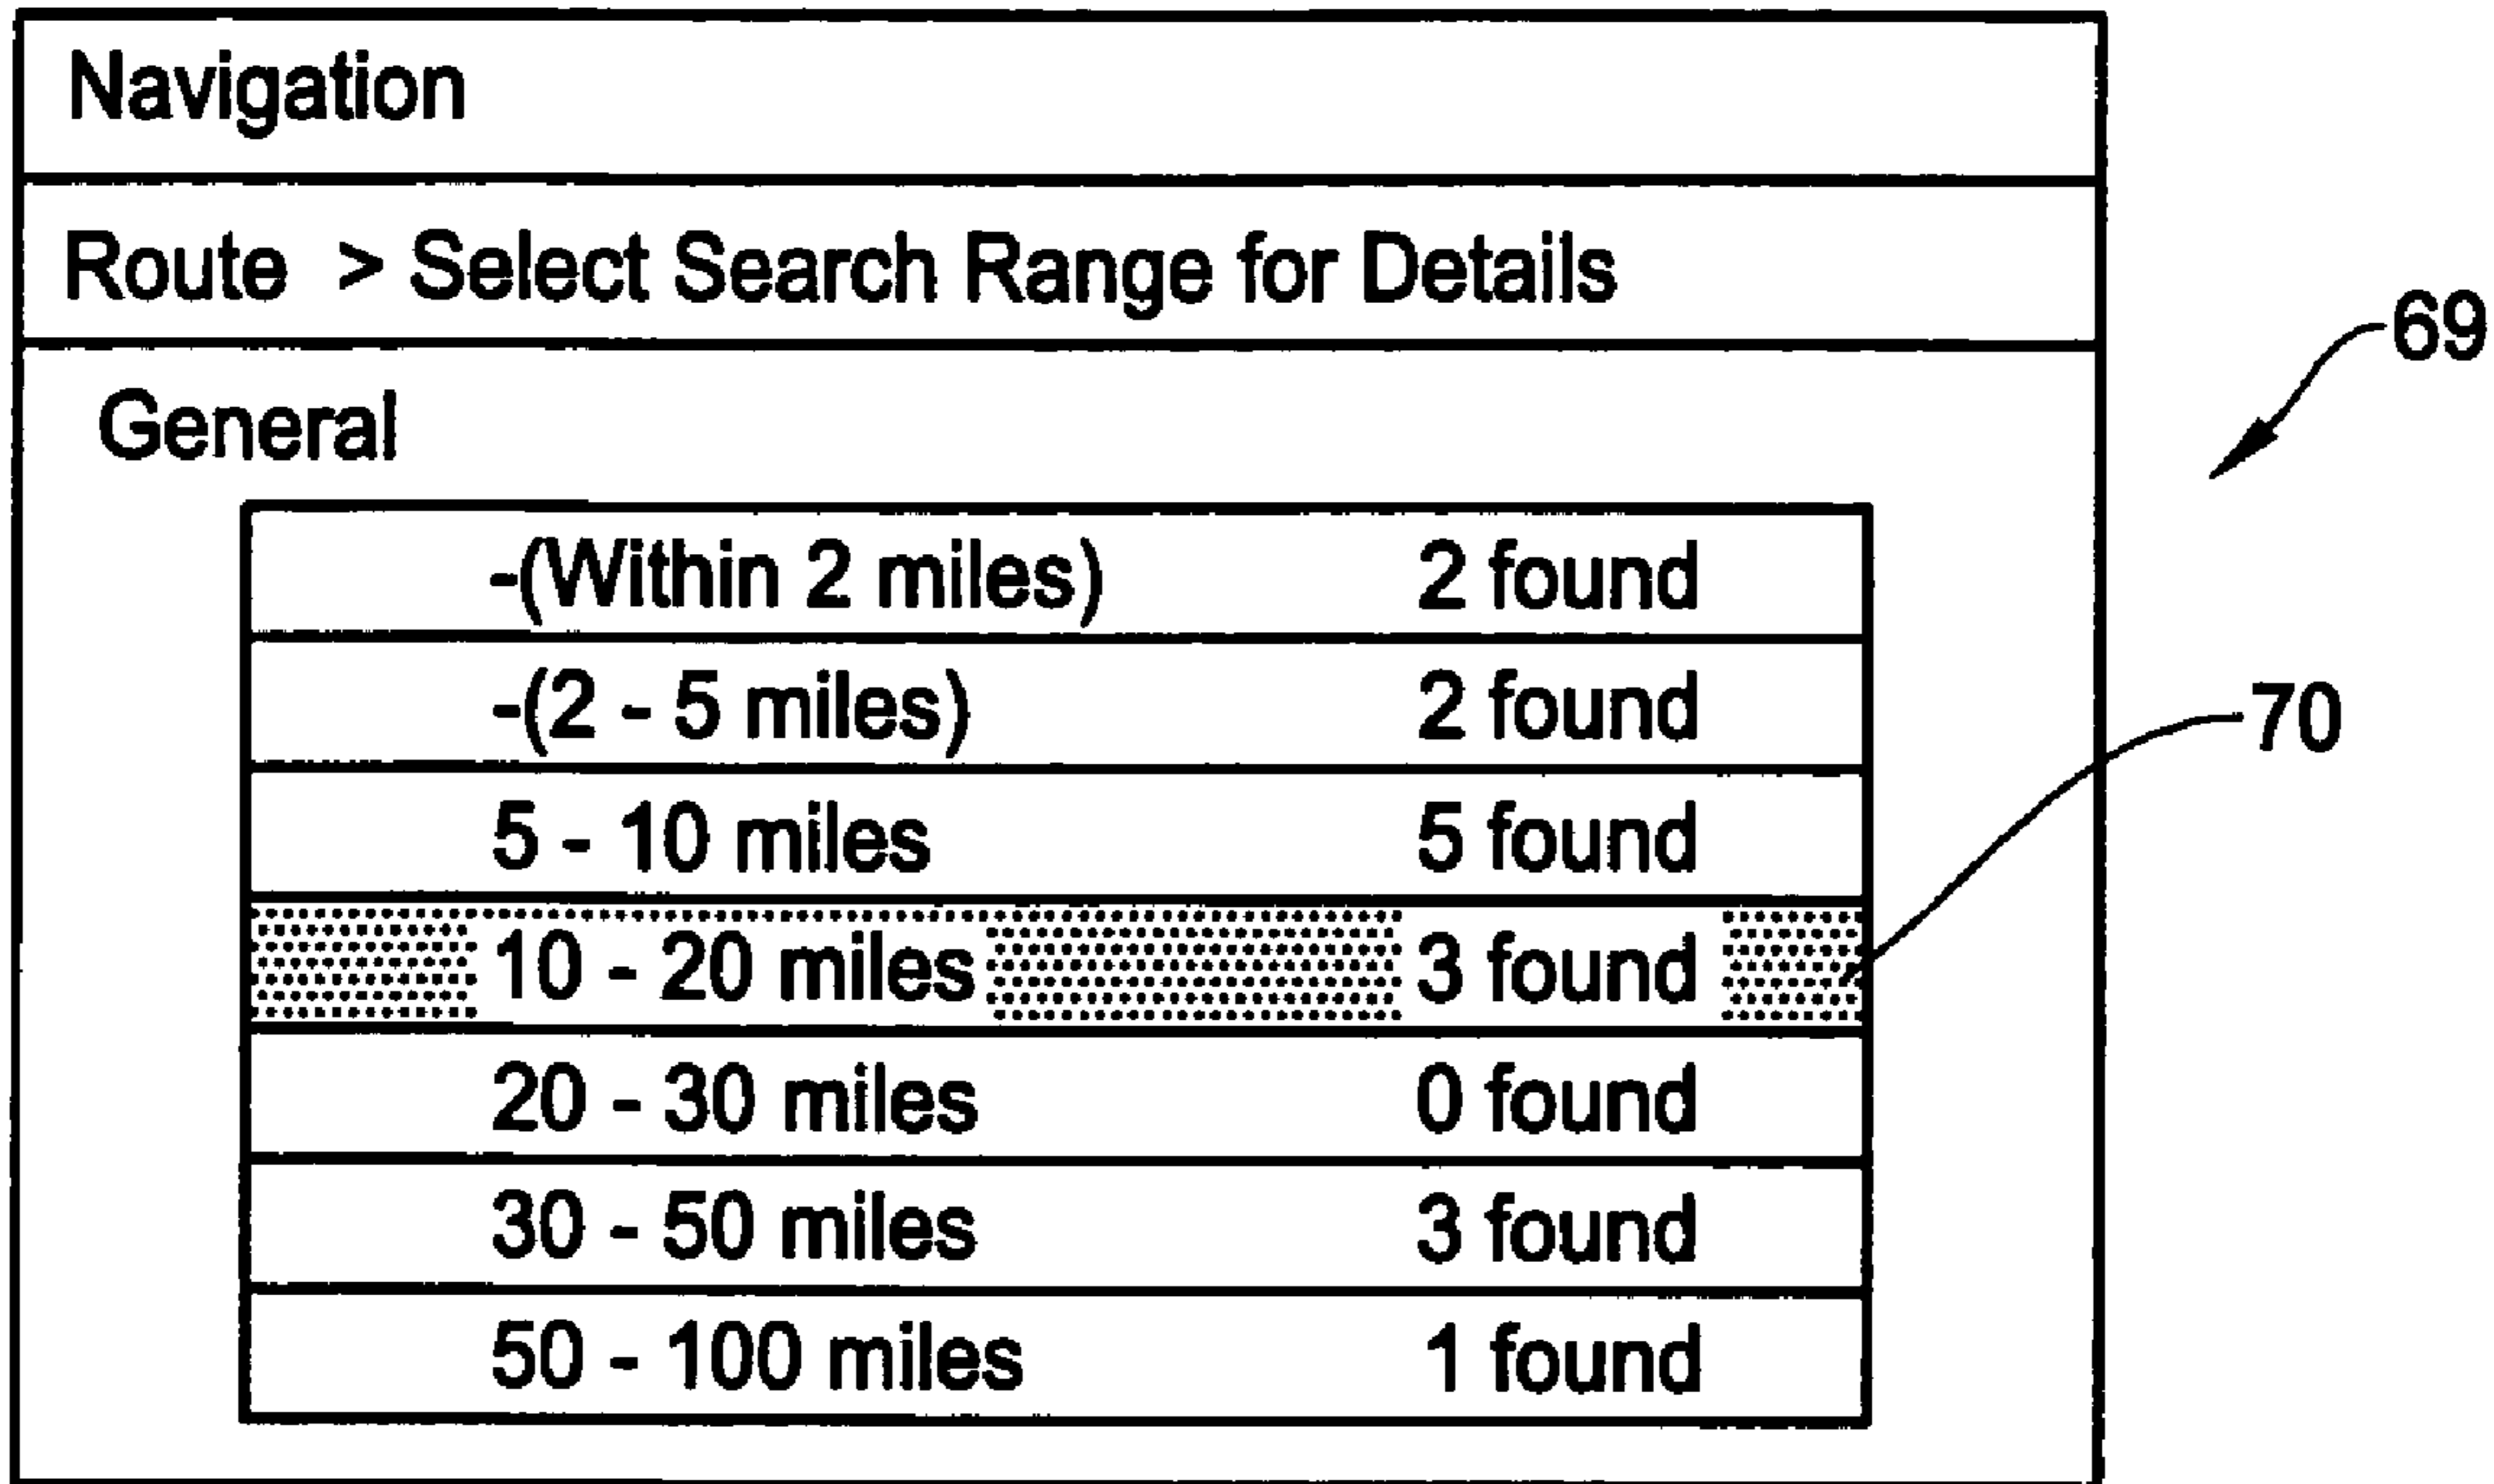 Navigation
Route > Select Search Range for Details
69
General
-(Within 2 miles) 2 found
-(2 - 5 miles) 2 found
70
5 - 10 miles 5 found
10 - 20 miles 3 found
20 - 30 miles 0 found
30 - 50 miles 3 found
50 - 100 miles 1 found